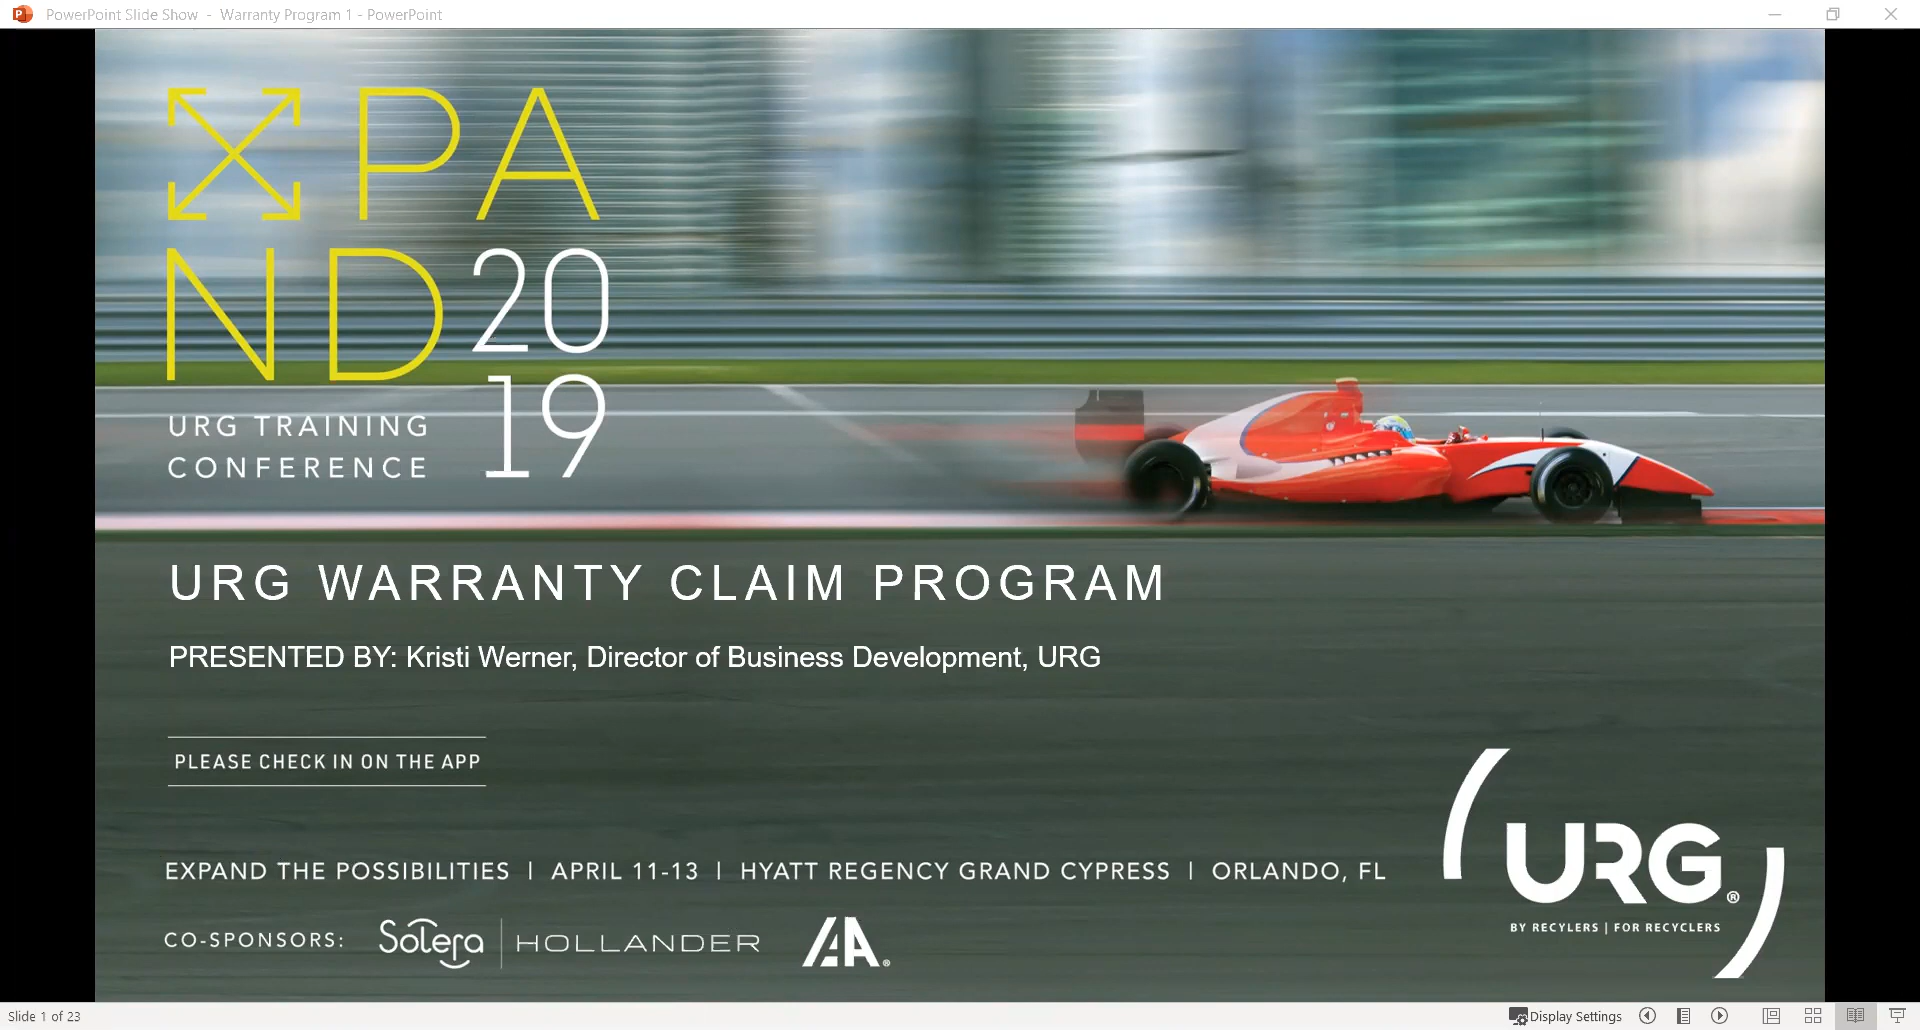 PowerPoint Slide Show - Warranty Program 1 - PowerPoint
XPA
ND 2019
URG TRAINING
CONFERENCE
URG WARRANTY CLAIM PROGRAM
PRESENTED BY: Kristi Werner, Director of Business Development, URG
PLEASE CHECK IN ON THE APP
EXPAND THE POSSIBILITIES | APRIL 11-13 | HYATT REGENCY GRAND CYPRESS | ORLANDO, FL
CO-SPONSORS: Solera | HOLLANDER IAA®
URG®
BY RECYLERS | FOR RECYCLERS
Slide 1 of 23
Display Settings